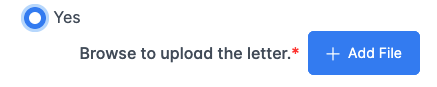 Yes
Browse to upload the letter.* + Add File